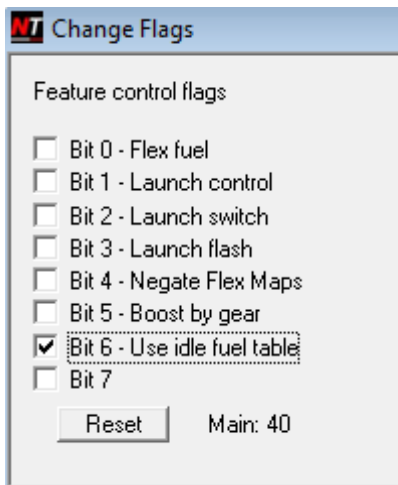 NT Change Flags
Feature control flags
Bit 0 - Flex fuel
Bit 1 - Launch control
Bit 2 - Launch switch
Bit 3 - Launch flash
Bit 4 - Negate Flex Maps
Bit 5 - Boost by gear
Bit 6 - Use idle fuel table
Bit 7
Reset Main: 40